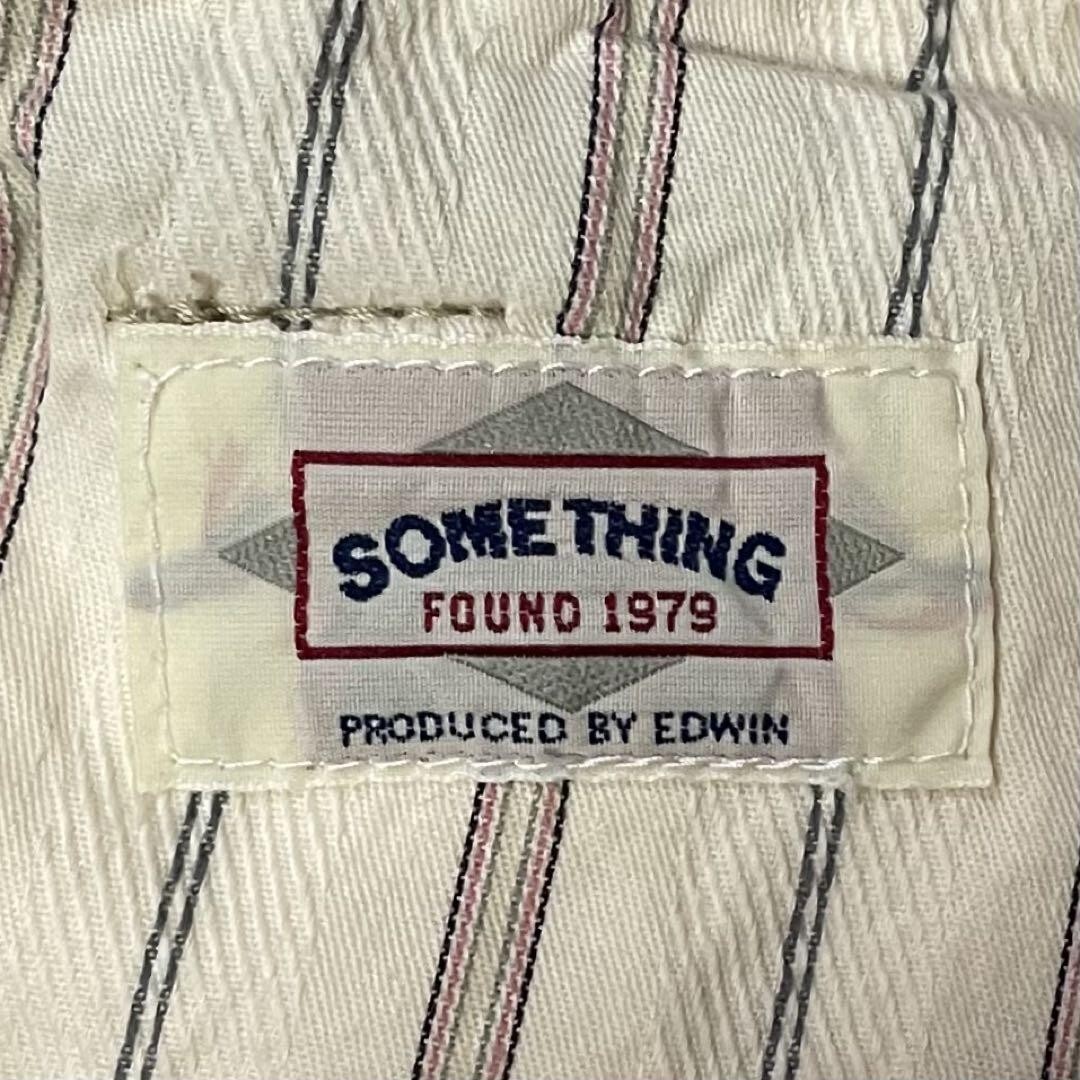 SOMETHING
FOUND 1979
PRODUCED BY EDWIN